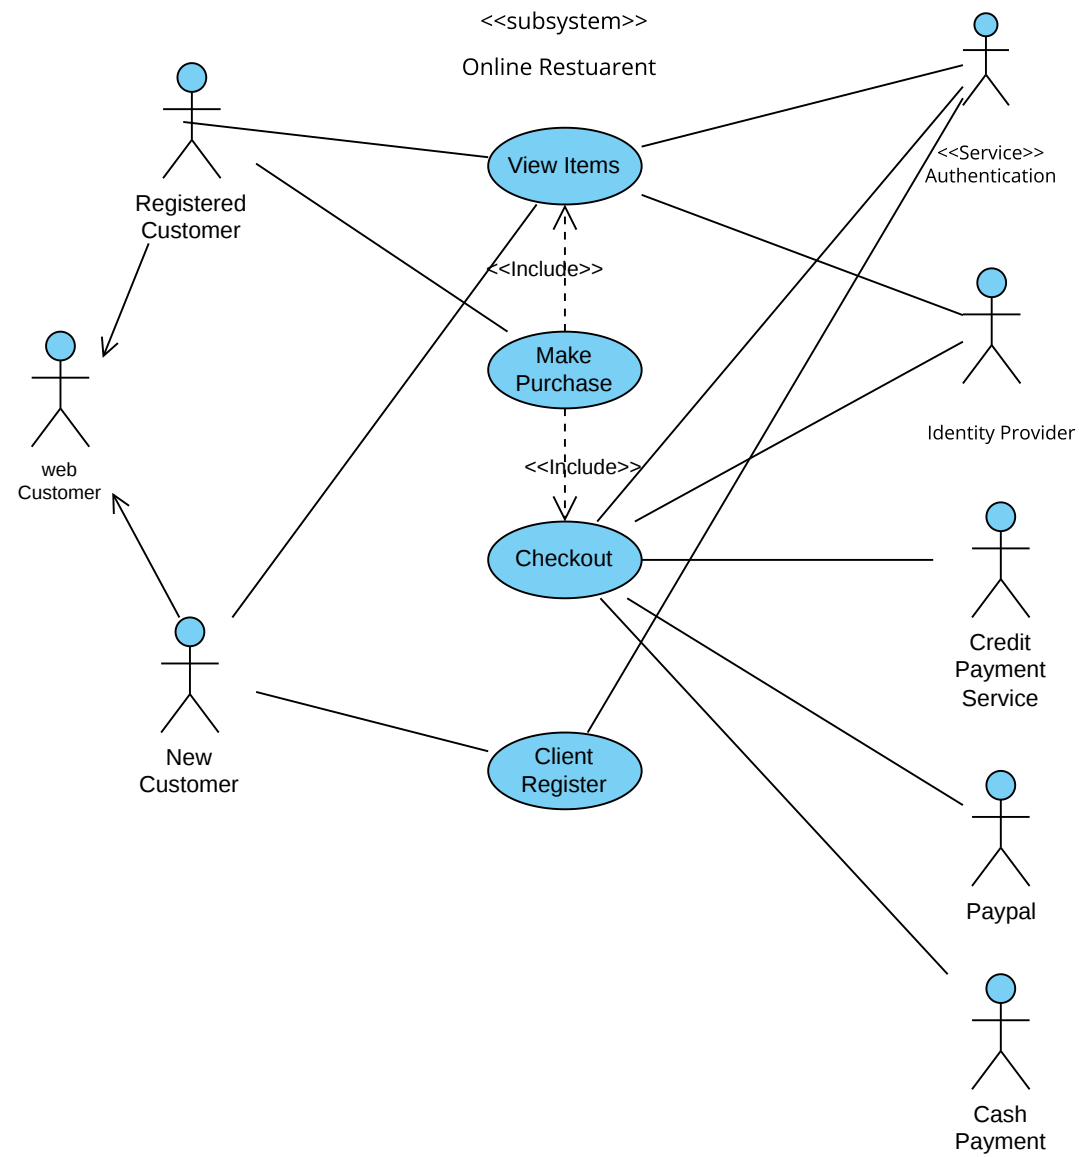 <<subsystem>>
Online Restuarent
Registered
Customer
View Items
<<Service>>
Authentication
<<Include>>
web
Customer
Make
Purchase
Identity Provider
<<Include>>
Checkout
Credit
Payment
Service
New
Customer
Client
Register
Paypal
Cash
Payment